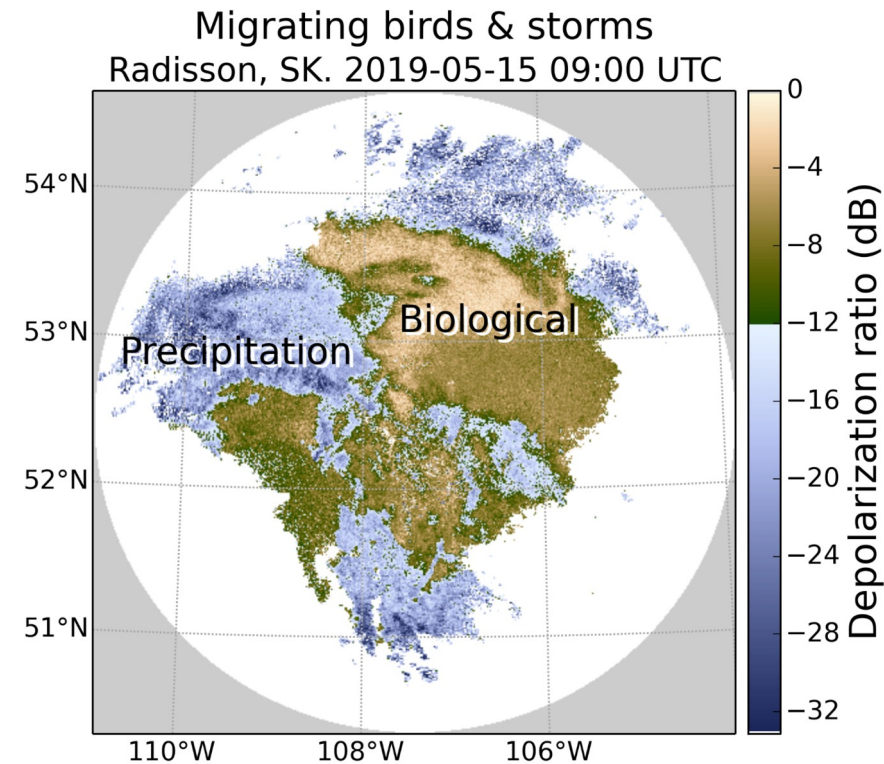 Migrating birds & storms
Radisson, SK. 2019-05-15 09:00 UTC
0
−4
−8
−12
−16
−20
−24
−28
−32
Depolarization ratio (dB)
54°N
53°N
52°N
51°N
Biological
Precipitation
110°W 108°W 106°W